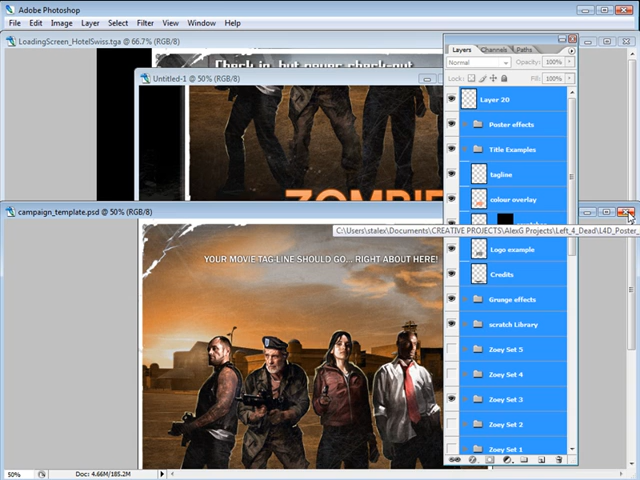 Adobe Photoshop
File Edit Image Layer Select Filter View Window Help
LoadingScreen_HotelSwiss.tga @ 66.7% (RGB/8)
Check in, but never check-out.
Untitled-1 @ 50% (RGB/8)
ZOMBIE
campaign_template.psd @ 50% (RGB/8)
C:\Users\stalex\Documents\CREATIVE PROJECTS\AlexG Projects\Left_4_Dead\L4D_Poster_
YOUR MOVIE TAG LINE SHOULD GO... RIGHT ABOUT HERE!
50%
Doc: 4.66M/185.2M
Layers Channels Paths
Normal Opacity: 100%
Lock: Fill: 100%
Layer 20
Poster effects
Title Examples
tagline
colour overlay
Logo example
Credits
Grunge effects
scratch Library
Zoey Set 5
Zoey Set 4
Zoey Set 3
Zoey Set 2
Zoey Set 1